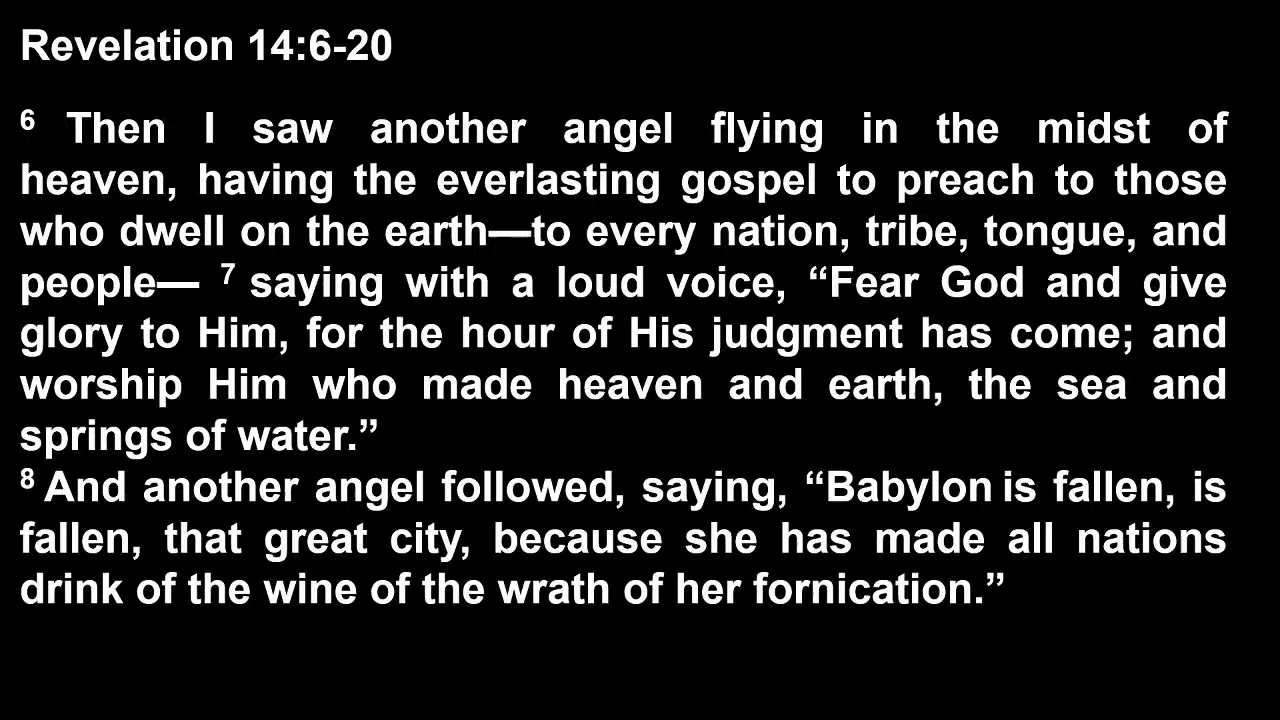 Revelation 14:6-20
⁶ Then I saw another angel flying in the midst of
heaven, having the everlasting gospel to preach to those
who dwell on the earth—to every nation, tribe, tongue, and
people— ⁷ saying with a loud voice, “Fear God and give
glory to Him, for the hour of His judgment has come; and
worship Him who made heaven and earth, the sea and
springs of water.”
⁸ And another angel followed, saying, “Babylon is fallen, is
fallen, that great city, because she has made all nations
drink of the wine of the wrath of her fornication.”